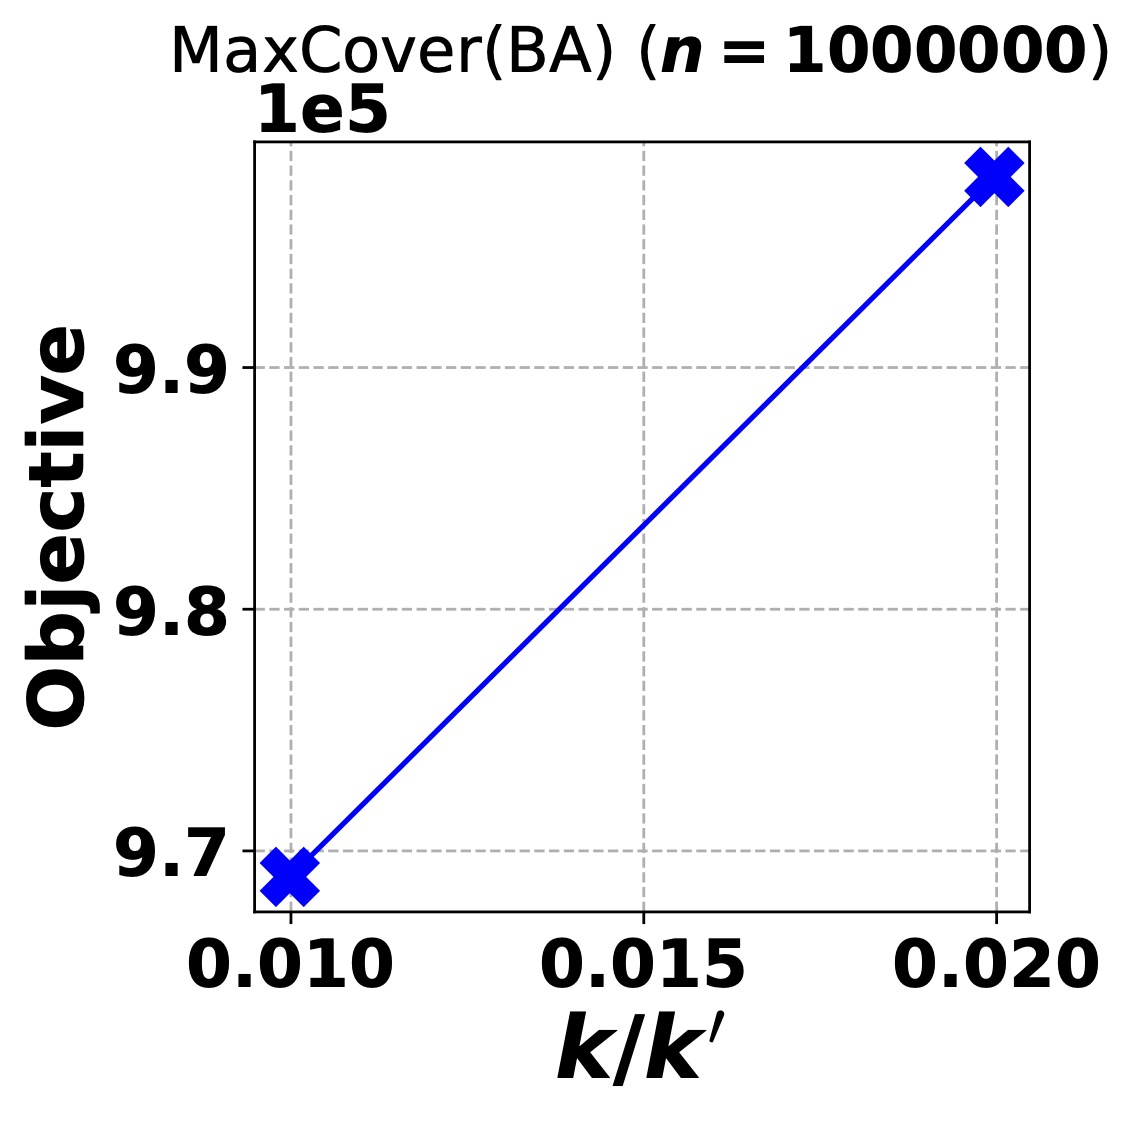 MaxCover(BA) (n = 1000000)
1e5
9.9
9.8
9.7
Objective
0.010 0.015 0.020
k/k′